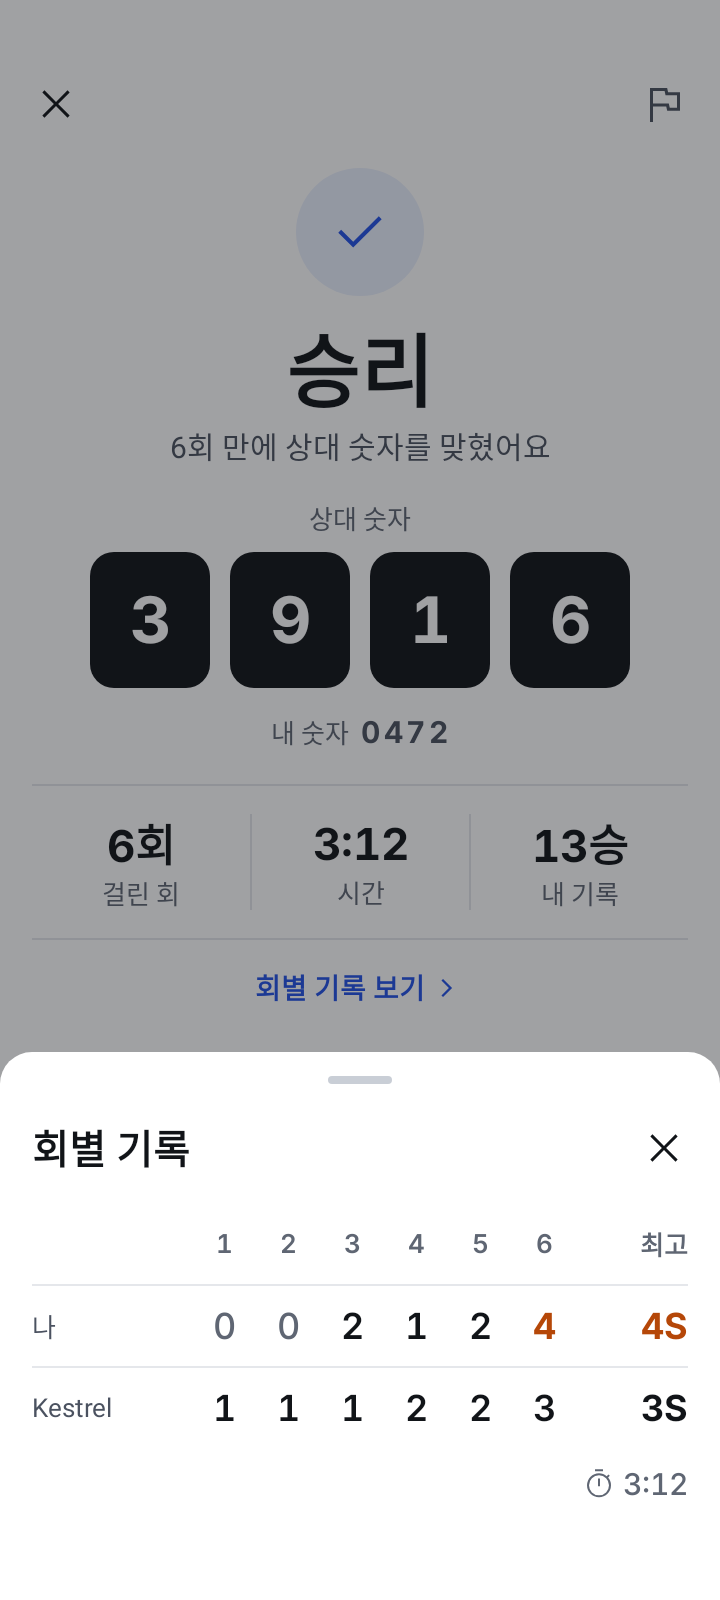 승리
6회 만에 상대 숫자를 맞혔어요
상대 숫자
3 9 1 6
내 숫자 0472
6회 3:12 13승
걸린 회 시간 내 기록
회별 기록 보기
회별 기록
1 2 3 4 5 6 최고
나 0 0 2 1 2 4 4S
Kestrel 1 1 1 2 2 3 3S
3:12